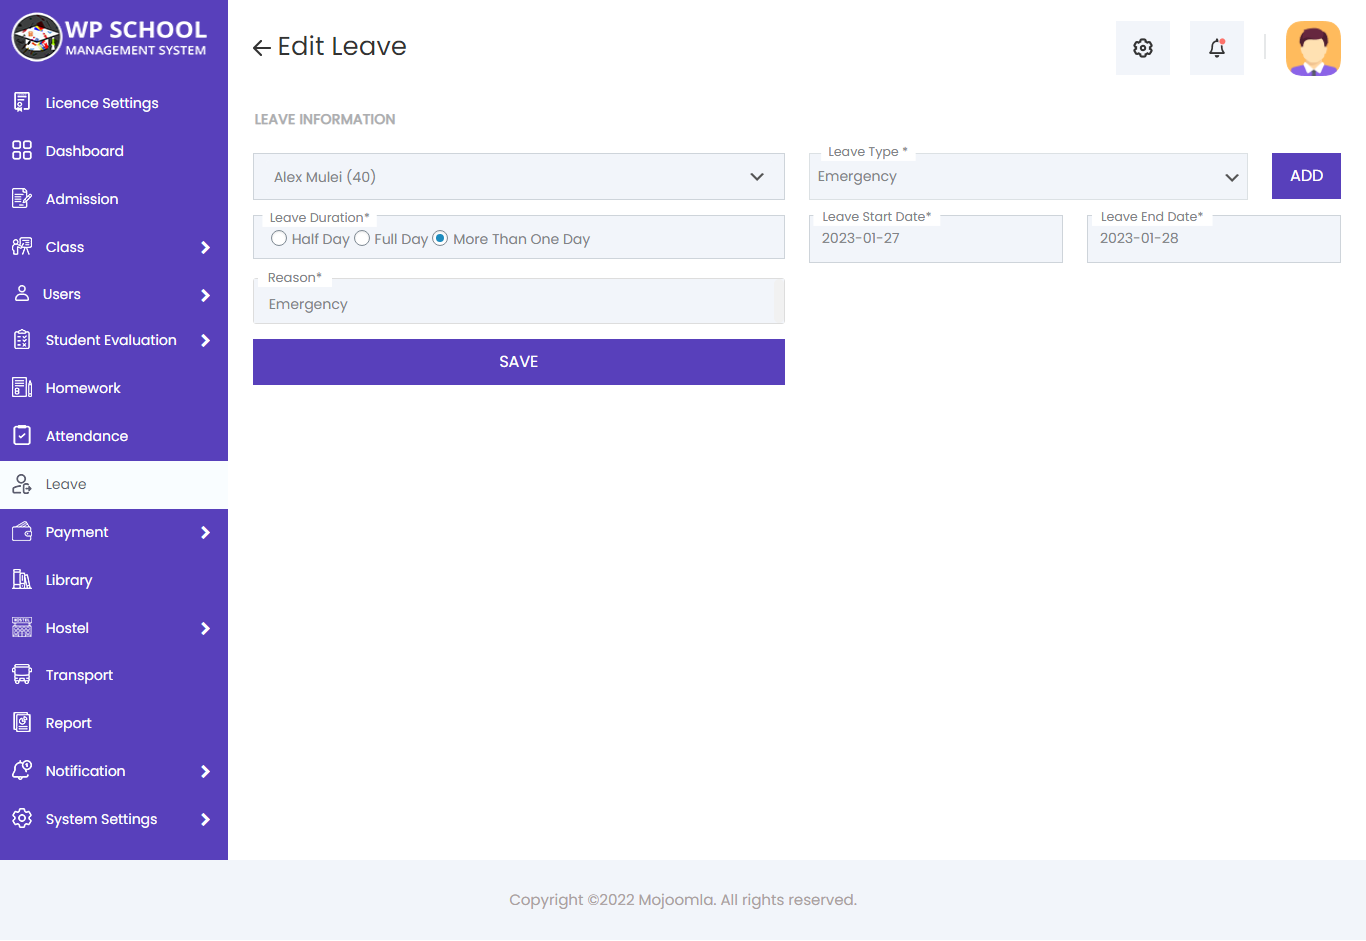 WP SCHOOL
MANAGEMENT SYSTEM
Licence Settings
Dashboard
Admission
Class
Users
Student Evaluation
Homework
Attendance
Leave
Payment
Library
HOSTEL
Hostel
Transport
Report
Notification
System Settings
Edit Leave
LEAVE INFORMATION
Alex Mulei (40)
Leave Type *
Emergency
ADD
Leave Duration*
Half Day Full Day More Than One Day
Leave Start Date*
2023-01-27
Leave End Date*
2023-01-28
Reason*
Emergency
SAVE
Copyright ©2022 Mojoomla. All rights reserved.